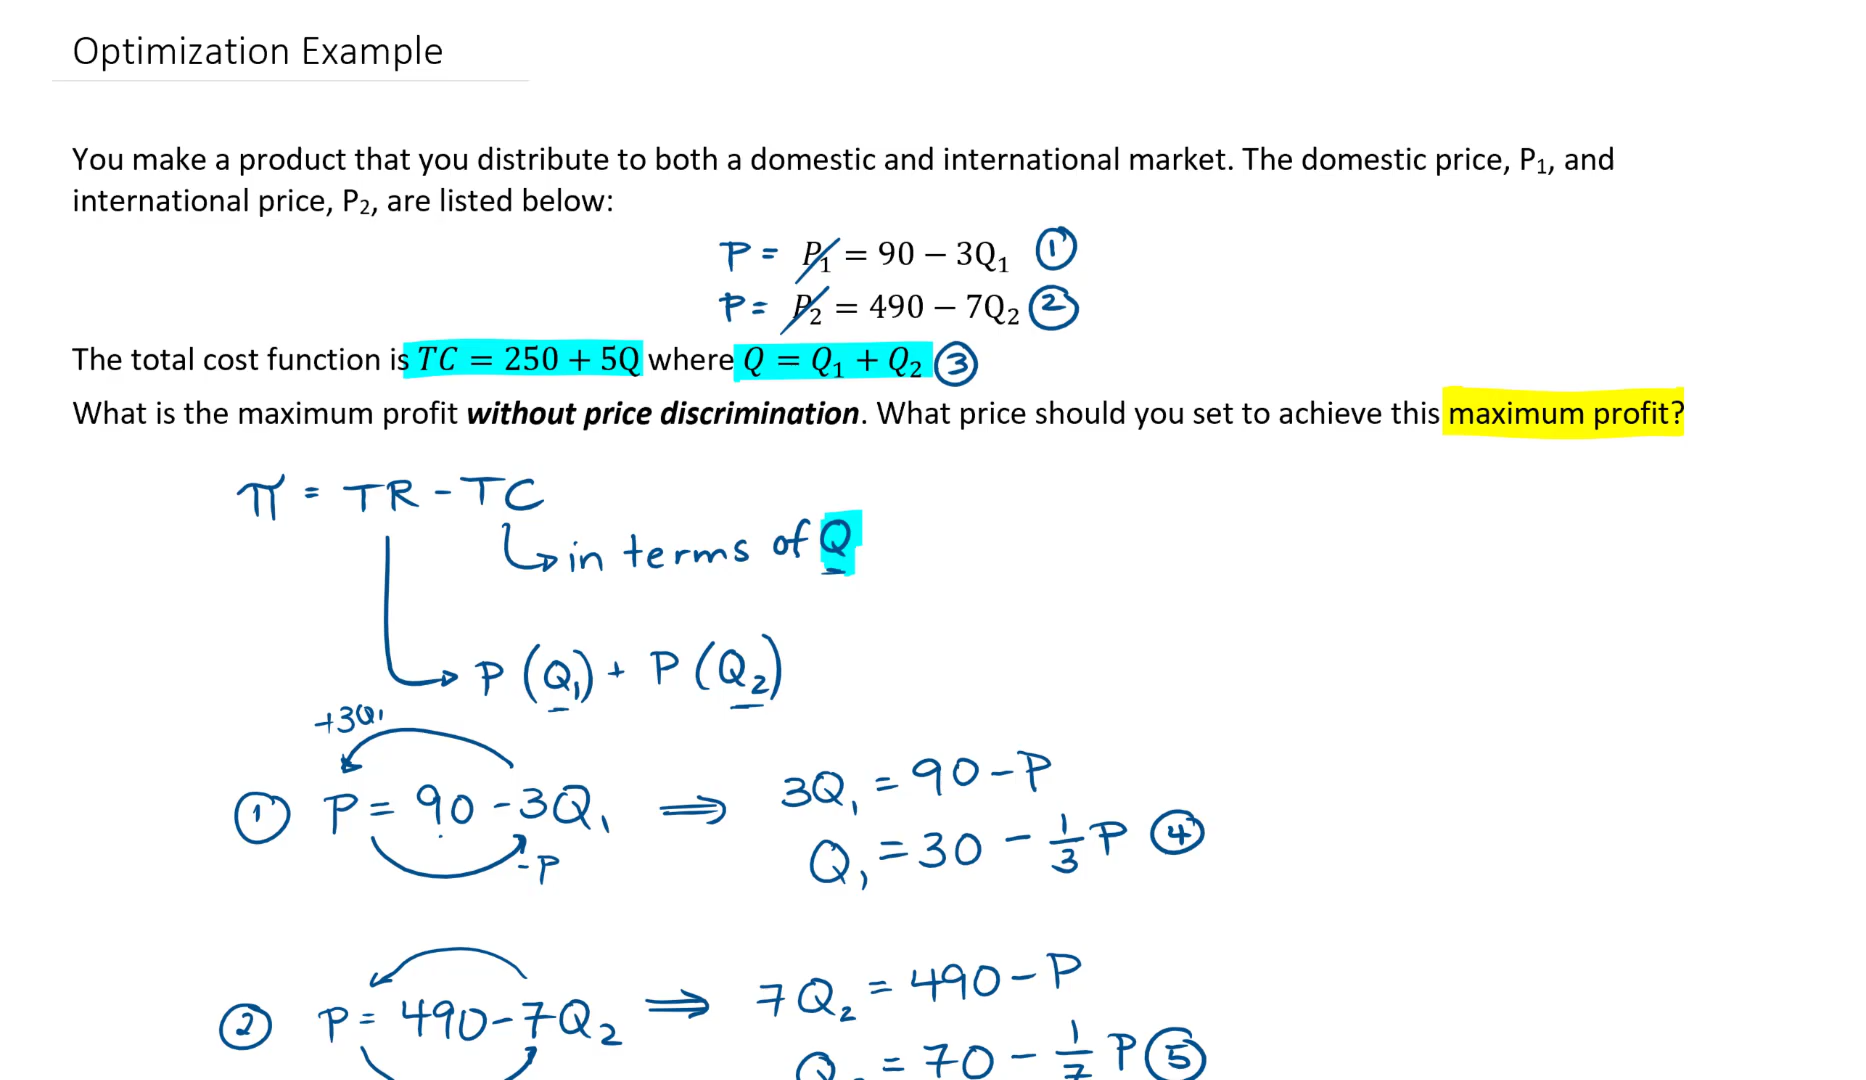 Optimization Example
You make a product that you distribute to both a domestic and international market. The domestic price, P₁, and
international price, P₂, are listed below:
P = P₁ = 90 − 3Q₁ ①
P = P₂ = 490 − 7Q₂ ②
The total cost function is TC = 250 + 5Q where Q = Q₁ + Q₂ ③
What is the maximum profit without price discrimination. What price should you set to achieve this maximum profit?
π = TR - TC
in terms of Q
P (Q₁) + P (Q₂)
+3Q₁
① P = 90 - 3Q₁ ⟹ 3Q₁ = 90 - P
-P
Q₁ = 30 - 1/3 P ④
② P = 490 - 7Q₂ ⟹ 7Q₂ = 490 - P
Q = 70 - 1/7 P ⑤